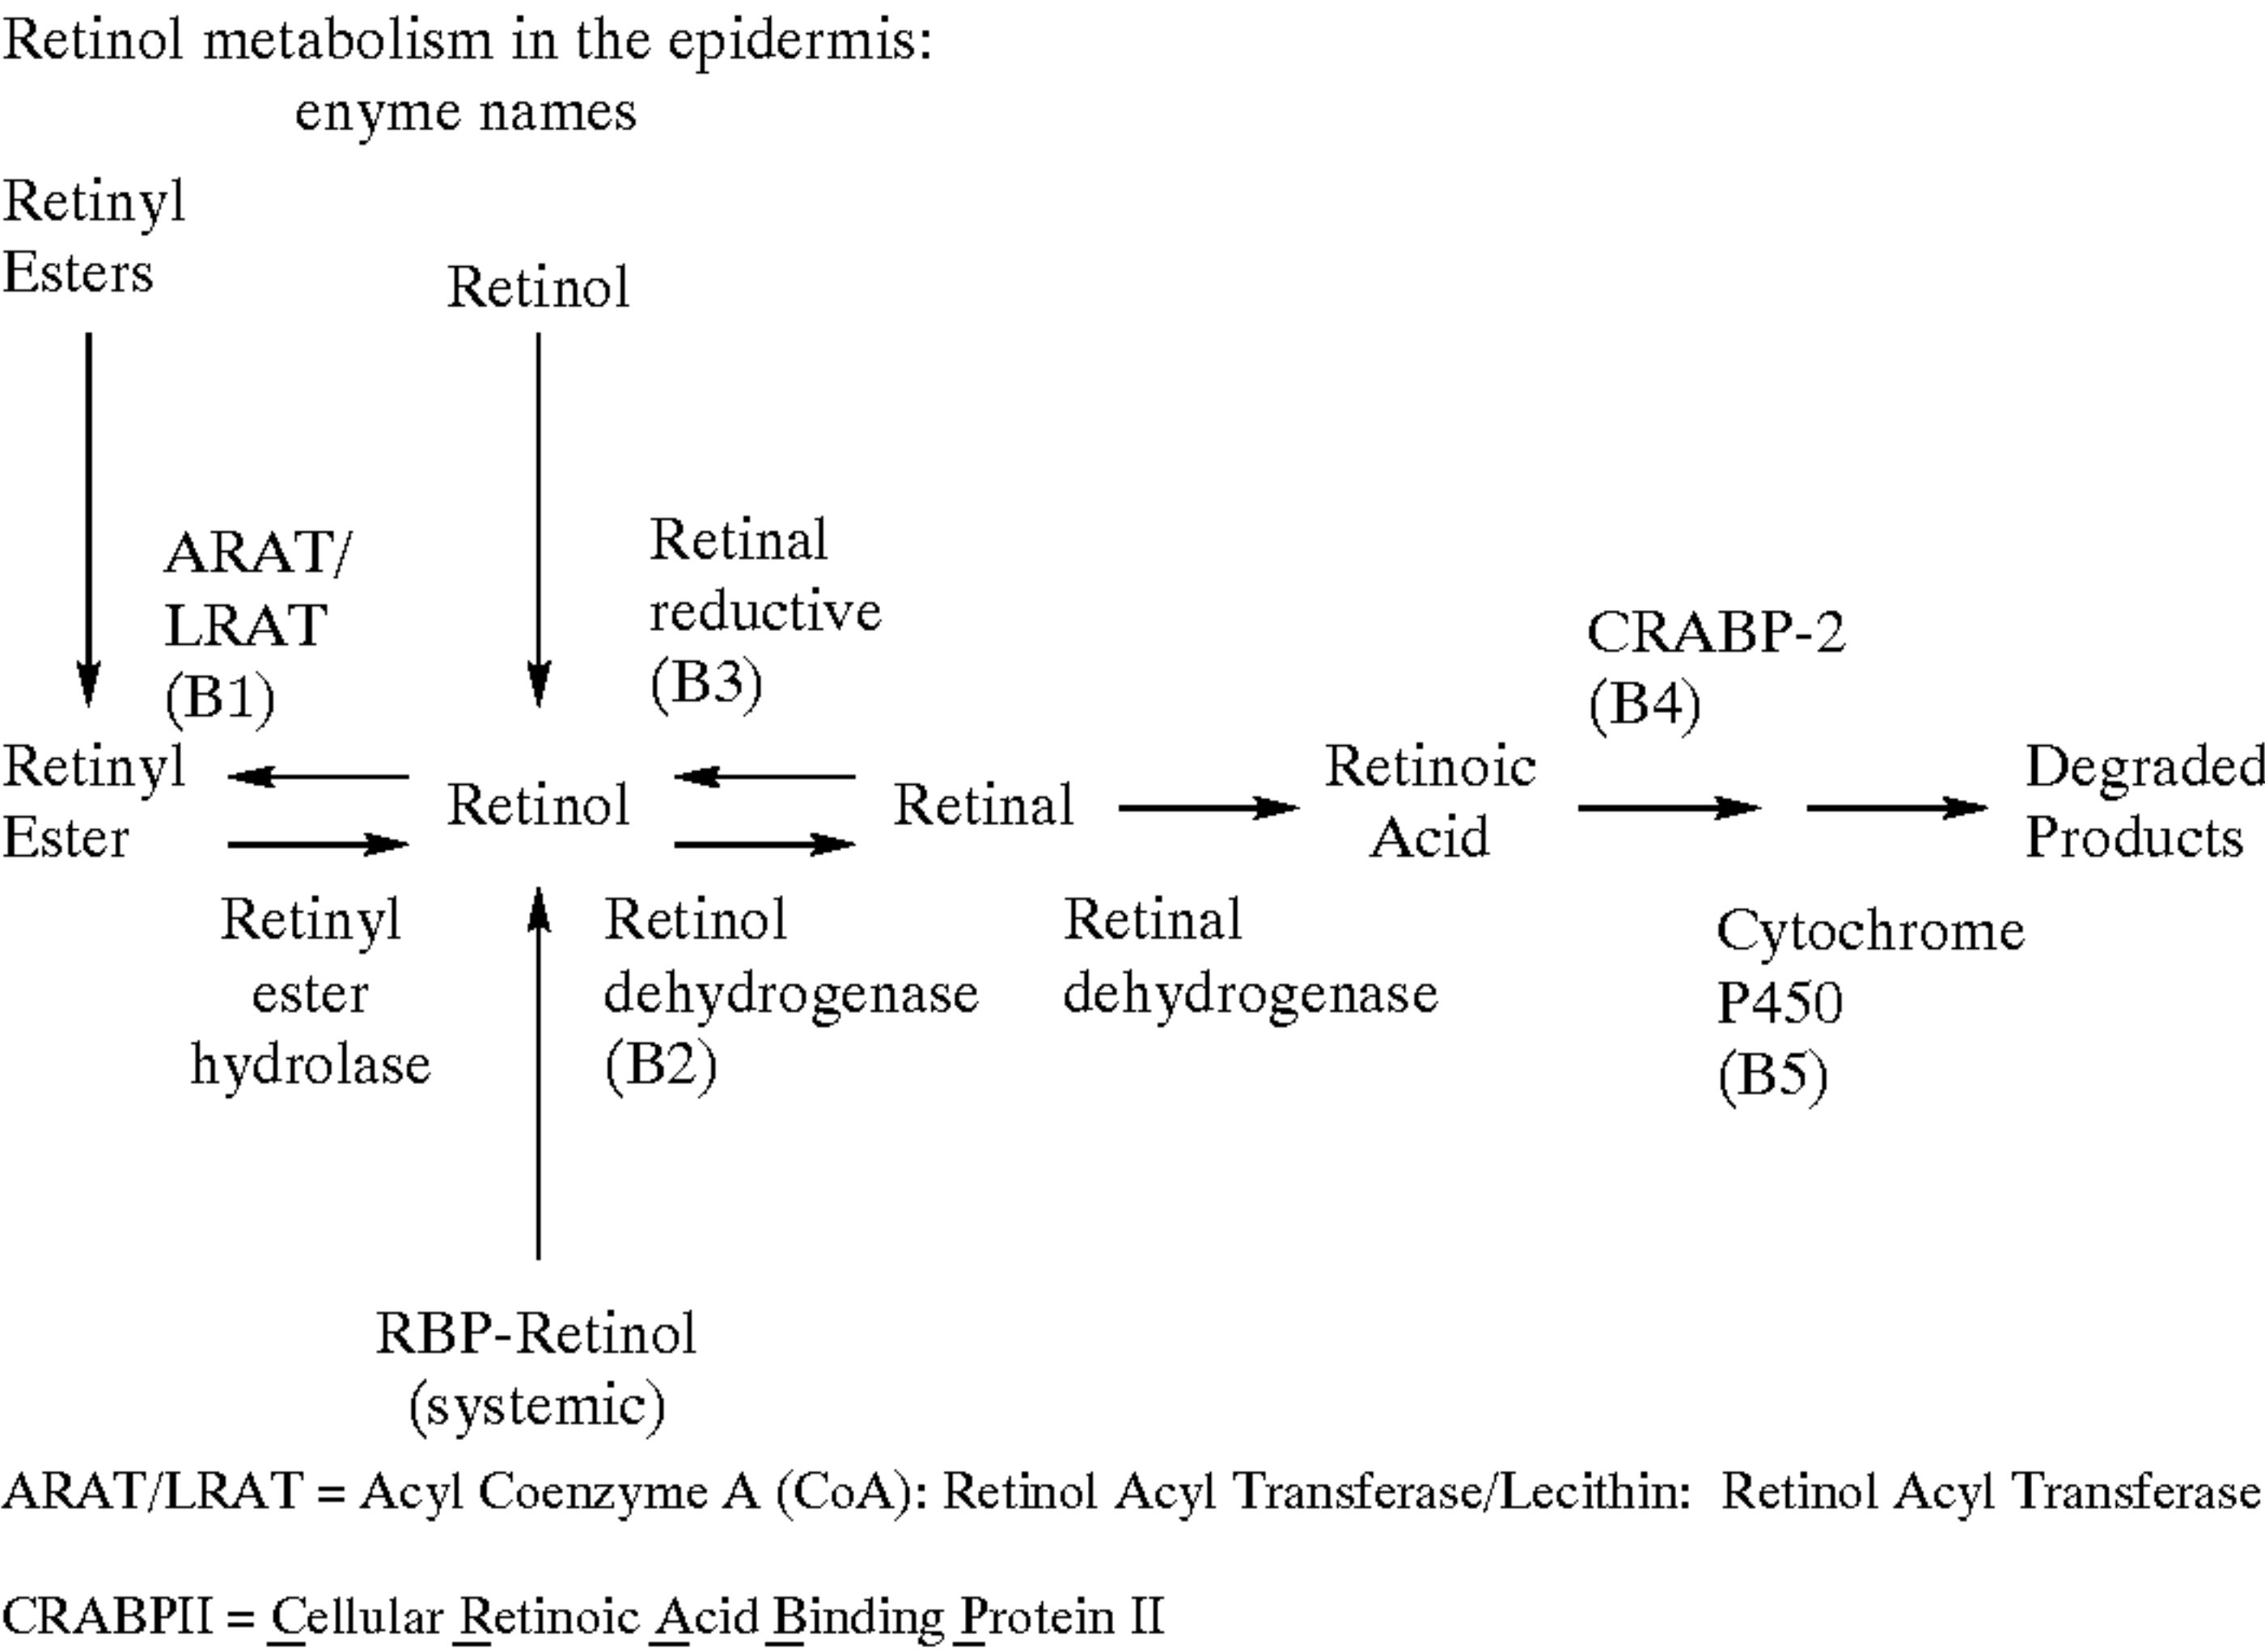 Retinol metabolism in the epidermis:
enyme names
Retinyl
Esters
Retinol
ARAT/
LRAT
(B1)
Retinal
reductive
(B3)
CRABP-2
(B4)
Retinyl
Ester
Retinol
Retinal
Retinoic
Acid
Degraded
Products
Retinyl
ester
hydrolase
Retinol
dehydrogenase
(B2)
Retinal
dehydrogenase
Cytochrome
P450
(B5)
RBP-Retinol
(systemic)
ARAT/LRAT = Acyl Coenzyme A (CoA): Retinol Acyl Transferase/Lecithin: Retinol Acyl Transferase
CRABPII = Cellular Retinoic Acid Binding Protein II